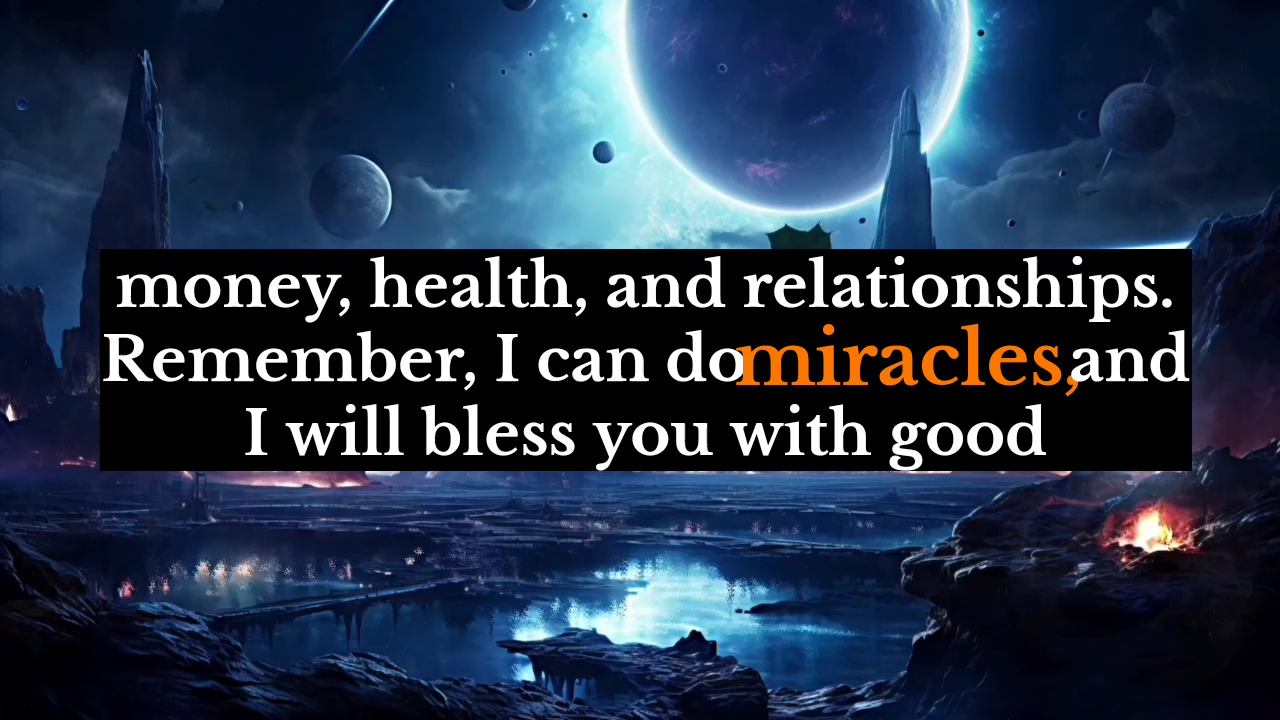 money, health, and relationships.
Remember, I can do miracles, and
I will bless you with good